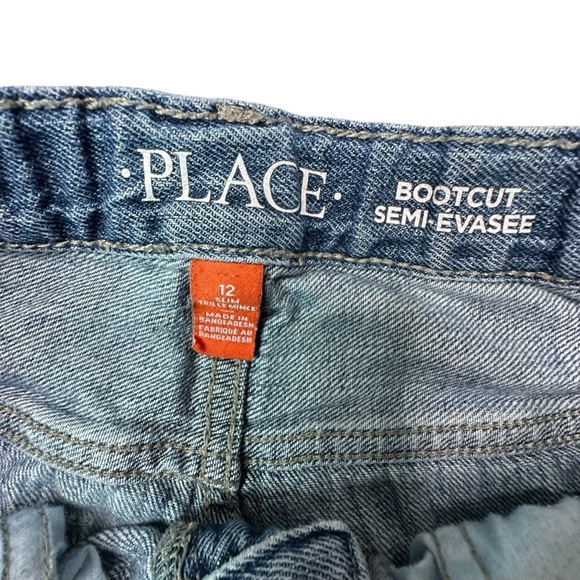 ·PLACE·
BOOTCUT
SEMI-ÉVASÉE
12
SLIM
TAILLE MINCE
MADE IN
BANGLADESH
FABRIQUÉ AU
BANGLADESH